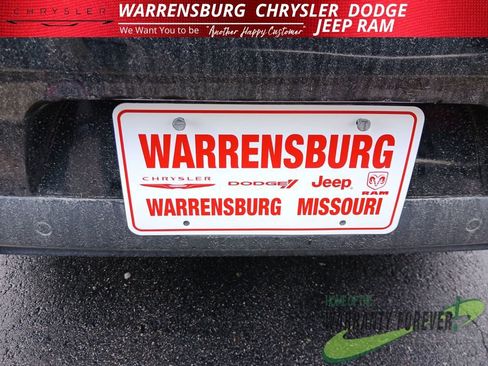 CHRYSLER
WARRENSBURG CHRYSLER DODGE
JEEP RAM
We Want You to be "Another Happy Customer"
WARRENSBURG
CHRYSLER DODGE Jeep RAM
WARRENSBURG MISSOURI
HOME OF THE
WARRANTY FOREVER!